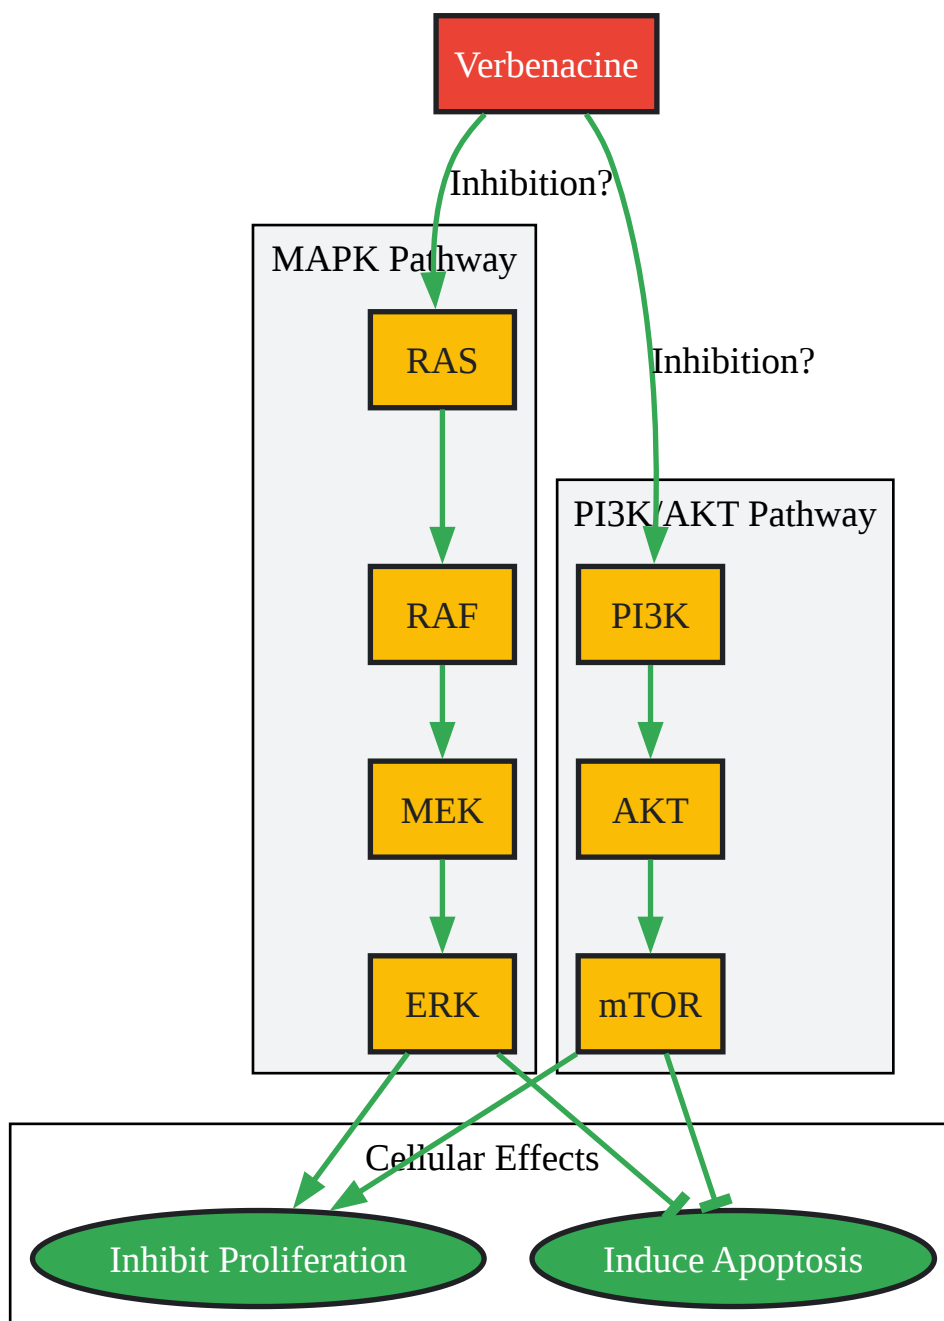 Verbenacine
Inhibition?
MAPK Pathway
RAS
Inhibition?
PI3K/AKT Pathway
RAF
PI3K
MEK
AKT
ERK
mTOR
Cellular Effects
Inhibit Proliferation
Induce Apoptosis